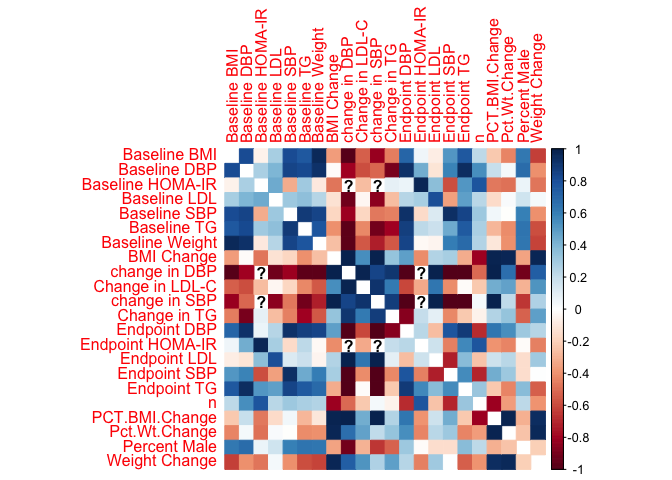 Baseline BMI
Baseline DBP
Baseline HOMA-IR
Baseline LDL
Baseline SBP
Baseline TG
Baseline Weight
BMI Change
change in DBP
Change in LDL-C
change in SBP
Change in TG
Endpoint DBP
Endpoint HOMA-IR
Endpoint LDL
Endpoint SBP
Endpoint TG
n
PCT.BMI.Change
Pct.Wt.Change
Percent Male
Weight Change
Baseline BMI
Baseline DBP
Baseline HOMA-IR
Baseline LDL
Baseline SBP
Baseline TG
Baseline Weight
BMI Change
change in DBP
Change in LDL-C
change in SBP
Change in TG
Endpoint DBP
Endpoint HOMA-IR
Endpoint LDL
Endpoint SBP
Endpoint TG
n
PCT.BMI.Change
Pct.Wt.Change
Percent Male
Weight Change
? ?
? ?
? ?
? ?
1
0.8
0.6
0.4
0.2
0
-0.2
-0.4
-0.6
-0.8
-1